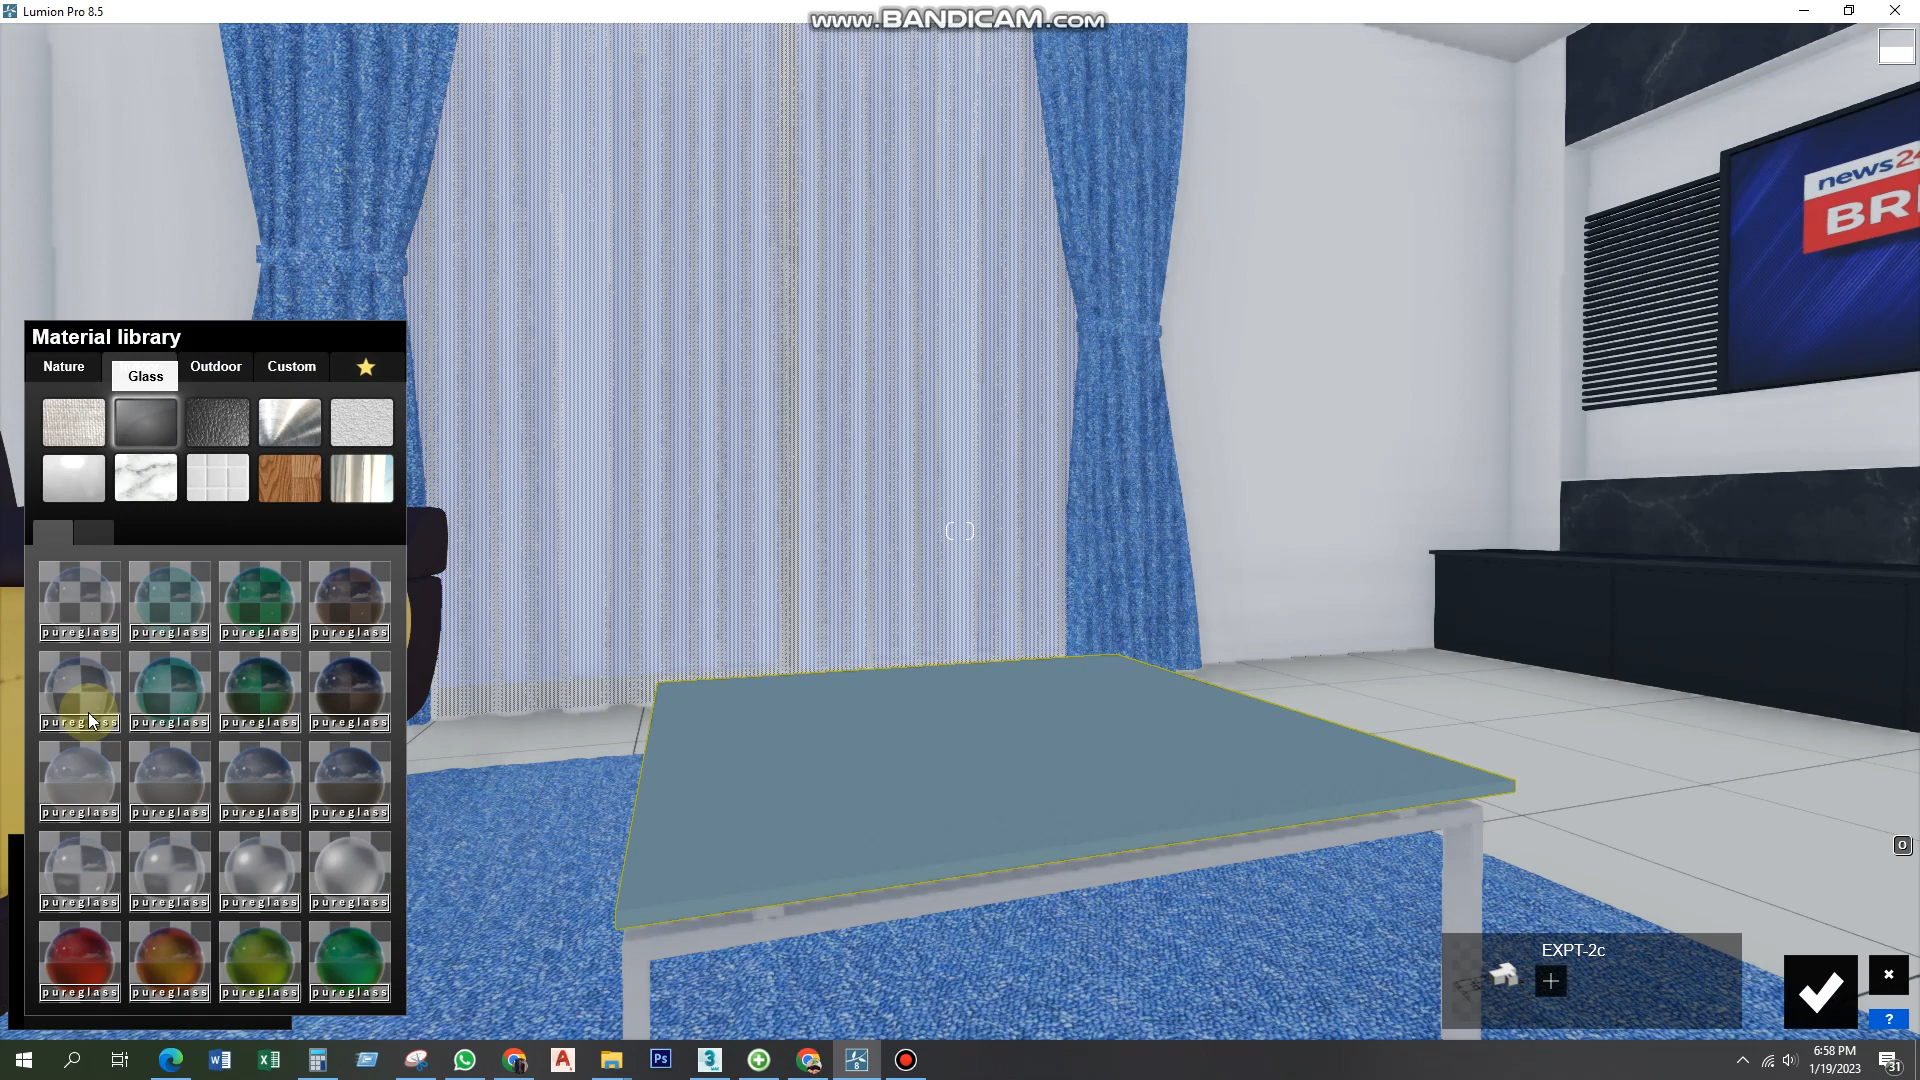 Lumion Pro 8.5
www.BANDICAM.com
news24
BR
Material library
Nature
Outdoor
Custom
Glass
pureglass pureglass pureglass pureglass
pureglass pureglass pureglass pureglass
pureglass pureglass pureglass pureglass
pureglass pureglass pureglass pureglass
pureglass pureglass pureglass pureglass
O
EXPT-2c
?
6:58 PM
1/19/2023
31